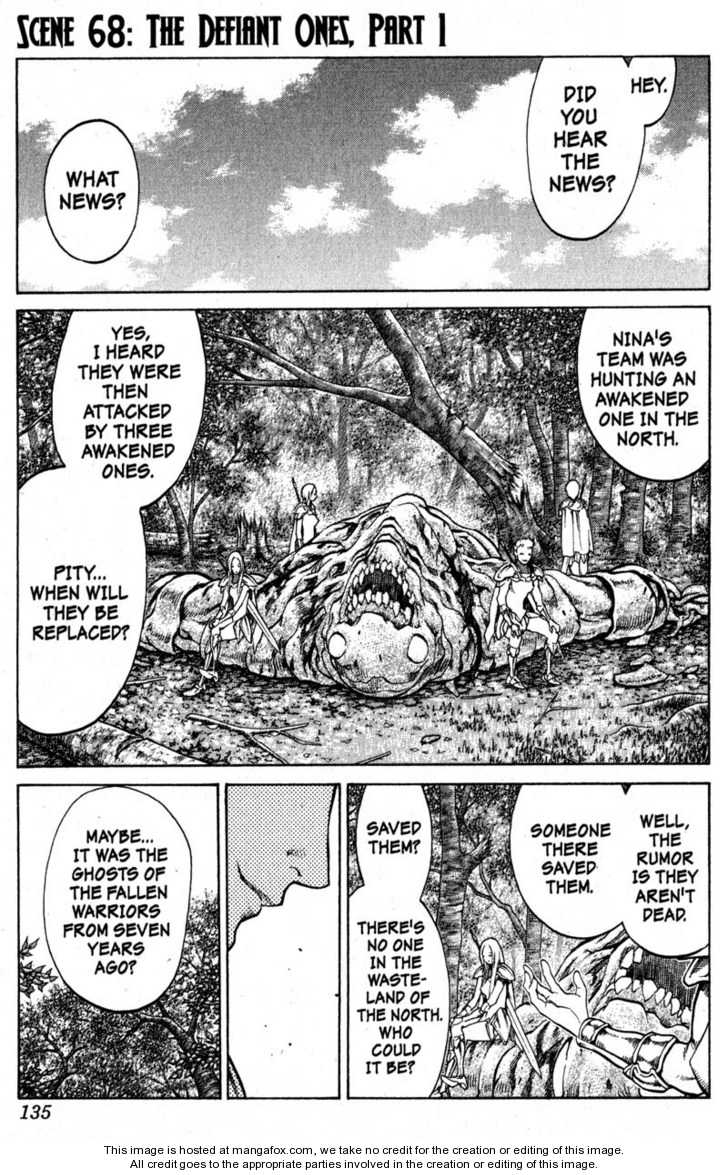 SCENE 68: THE DEFIANT ONES, PART 1
HEY.
DID
YOU
HEAR
THE
NEWS?
WHAT
NEWS?
NINA'S
TEAM WAS
HUNTING AN
AWAKENED
ONE IN THE
NORTH.
YES,
I HEARD
THEY WERE
THEN
ATTACKED
BY THREE
AWAKENED
ONES.
PITY...
WHEN WILL
THEY BE
REPLACED?
WELL,
THE
RUMOR
IS THEY
AREN'T
DEAD.
SOMEONE
THERE
SAVED
THEM.
SAVED
THEM?
THERE'S
NO ONE
IN THE
WASTE-
LAND OF
THE NORTH.
WHO
COULD
IT BE?
MAYBE...
IT WAS THE
GHOSTS OF
THE FALLEN
WARRIORS
FROM SEVEN
YEARS
AGO?
135
This image is hosted at mangafox.com, we take no credit for the creation or editing of this image.
All credit goes to the appropriate parties involved in the creation or editing of this image.